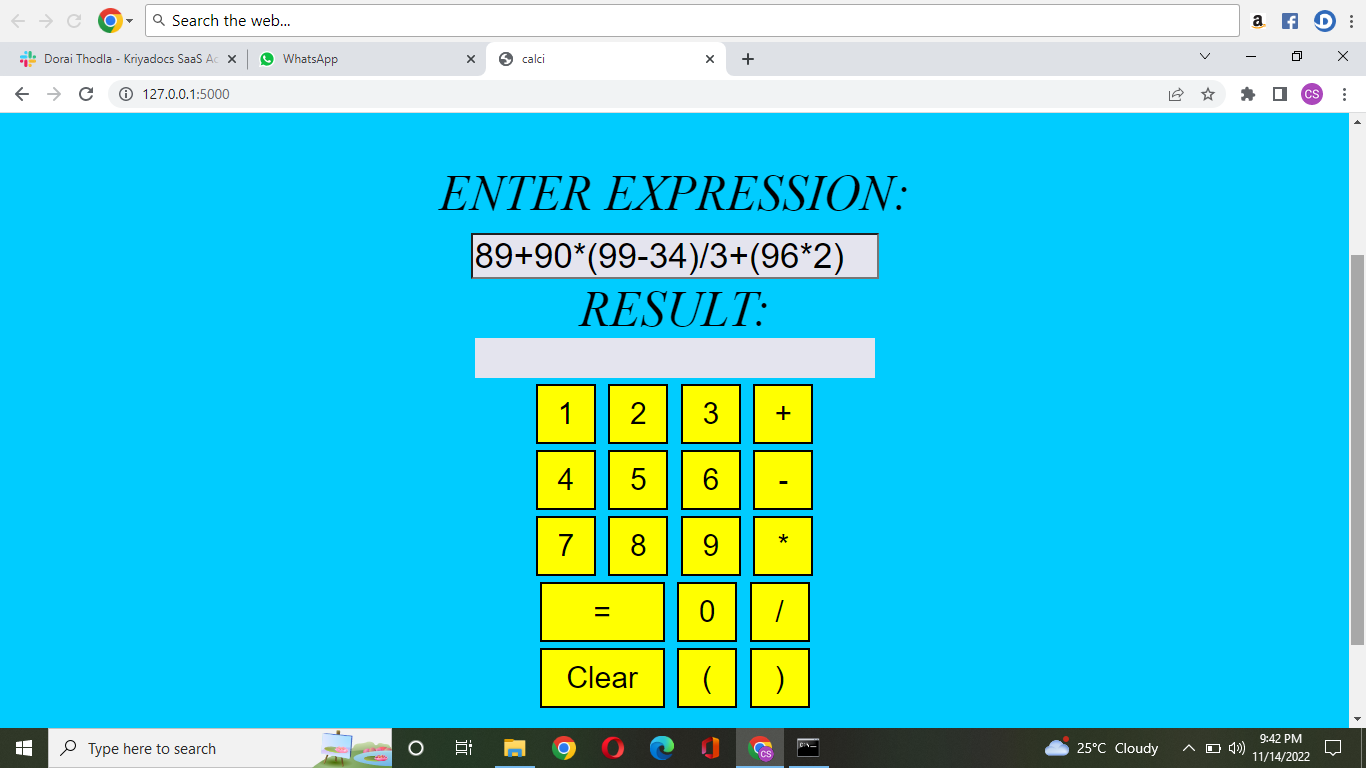 Search the web...
a
Dorai Thodla - Kriyadocs SaaS Ac
WhatsApp
calci
127.0.0.1:5000
CS
ENTER EXPRESSION:
89+90*(99-34)/3+(96*2)
RESULT:
1 2 3 +
4 5 6 -
7 8 9 *
= 0 /
Clear ( )
Type here to search
CS
25°C Cloudy
9:42 PM
11/14/2022